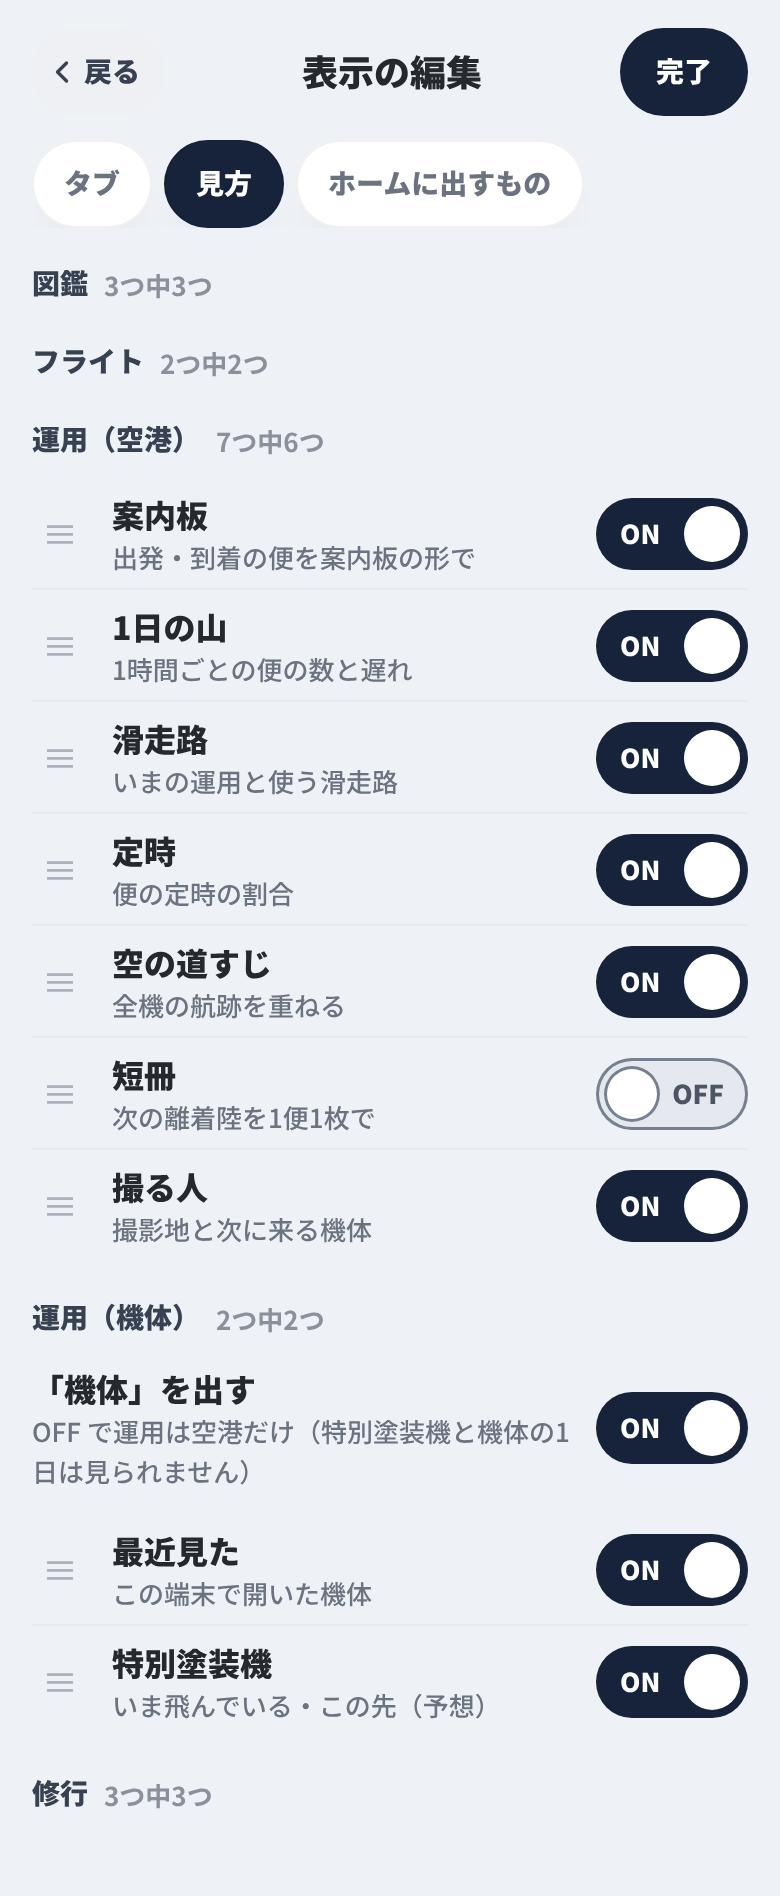 戻る
表示の編集
完了
タブ
見方
ホームに出すもの
図鑑 3つ中3つ
フライト 2つ中2つ
運用（空港） 7つ中6つ
案内板
出発・到着の便を案内板の形で
ON
1日の山
1時間ごとの便の数と遅れ
ON
滑走路
いまの運用と使う滑走路
ON
定時
便の定時の割合
ON
空の道すじ
全機の航跡を重ねる
ON
短冊
次の離着陸を1便1枚で
OFF
撮る人
撮影地と次に来る機体
ON
運用（機体） 2つ中2つ
「機体」を出す
OFF で運用は空港だけ（特別塗装機と機体の1
日は見られません）
ON
最近見た
この端末で開いた機体
ON
特別塗装機
いま飛んでいる・この先（予想）
ON
修行 3つ中3つ